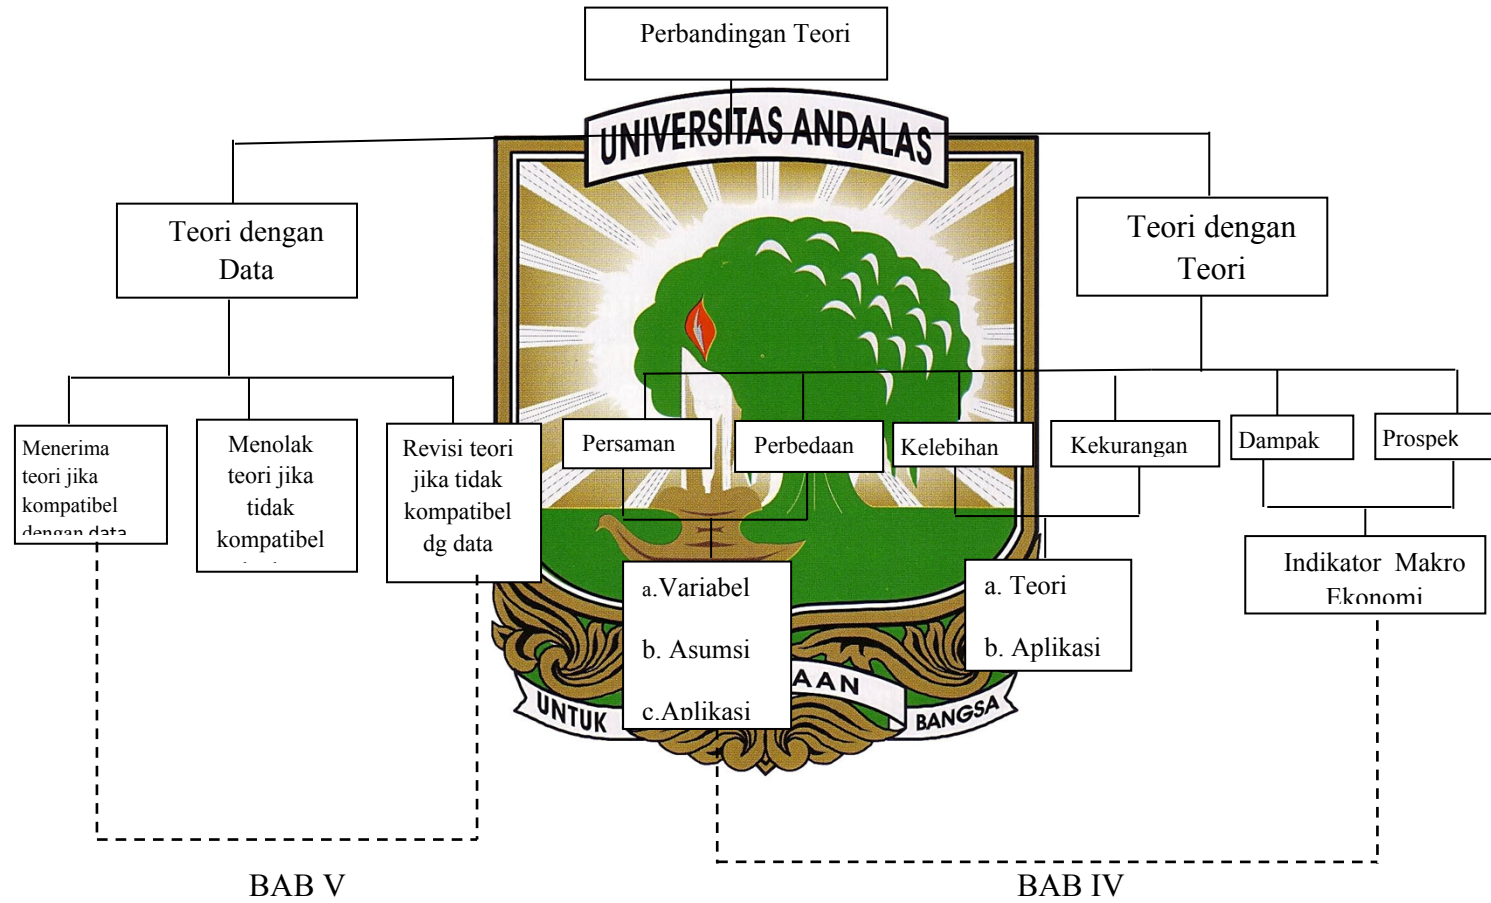 Perbandingan Teori
UNIVERSITAS ANDALAS
Teori dengan
Data
Teori dengan
Teori
Menerima
teori jika
kompatibel
dengan data
Menolak
teori jika
tidak
kompatibel
Revisi teori
jika tidak
kompatibel
dg data
Persaman
Perbedaan
Kelebihan
Kekurangan
Dampak
Prospek
a.Variabel
b. Asumsi
c.Aplikasi
a. Teori
b. Aplikasi
Indikator Makro
Ekonomi
UNTUK
AAN
BANGSA
BAB V
BAB IV